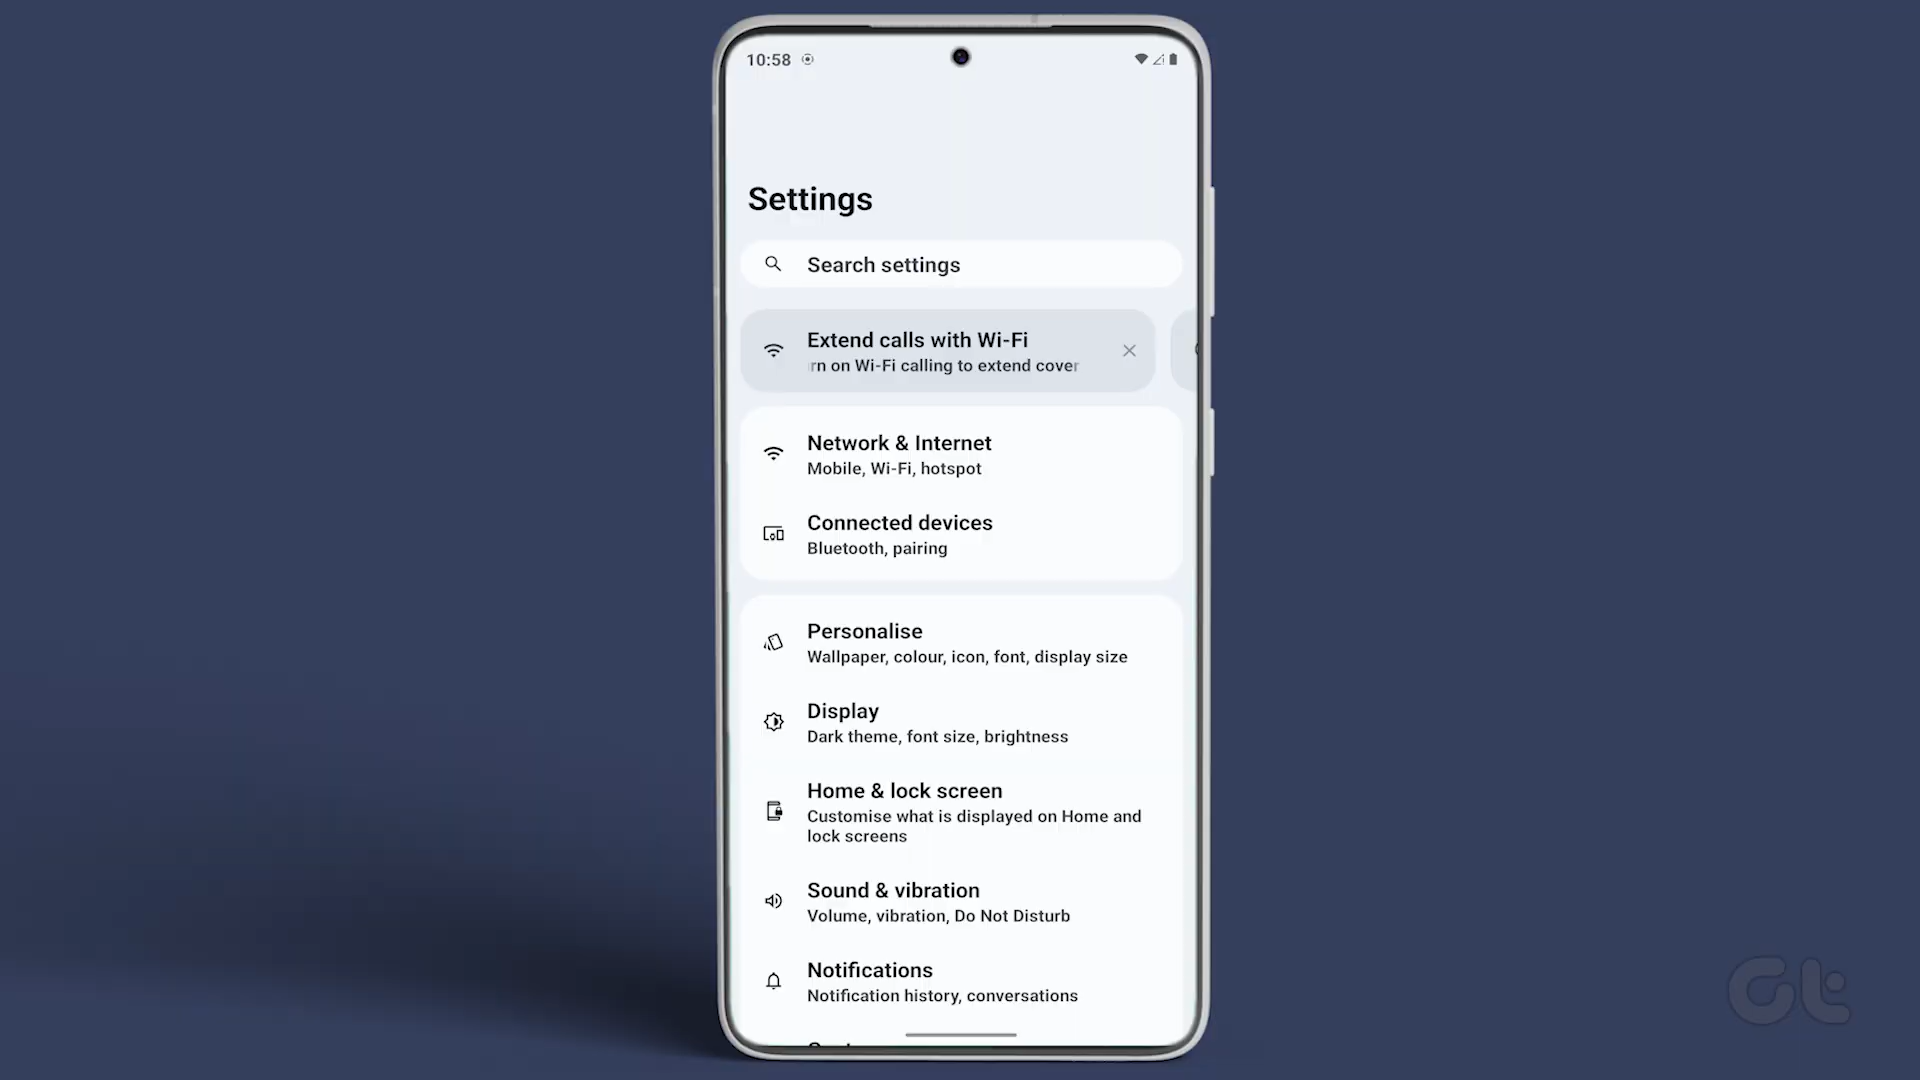 10:58
Settings
Search settings
Extend calls with Wi-Fi
rn on Wi-Fi calling to extend cover
Network & Internet
Mobile, Wi-Fi, hotspot
Connected devices
Bluetooth, pairing
Personalise
Wallpaper, colour, icon, font, display size
Display
Dark theme, font size, brightness
Home & lock screen
Customise what is displayed on Home and
lock screens
Sound & vibration
Volume, vibration, Do Not Disturb
Notifications
Notification history, conversations
Gt